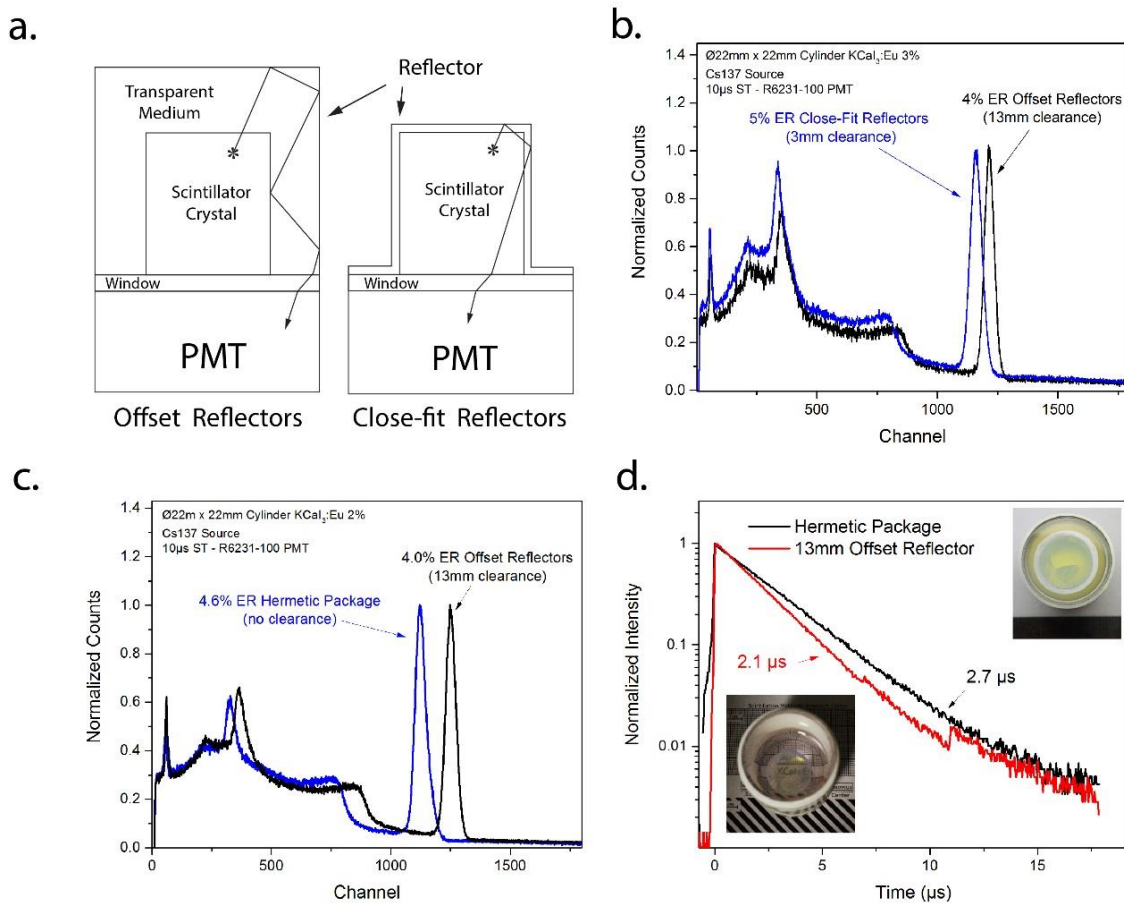 a.
Reflector
Transparent
Medium
Scintillator
Crystal
Scintillator
Crystal
Window
Window
PMT
PMT
Offset Reflectors
Close-fit Reflectors
b.
Ø22mm x 22mm Cylinder KCaI₃:Eu 3%
Cs137 Source
10µs ST - R6231-100 PMT
4% ER Offset Reflectors
(13mm clearance)
5% ER Close-Fit Reflectors
(3mm clearance)
1.4
1.2
1.0
0.8
0.6
0.4
0.2
0.0
Normalized Counts
500
1000
1500
Channel
c.
Ø22m x 22mm Cylinder KCaI₃:Eu 2%
Cs137 Source
10µs ST - R6231-100 PMT
4.0% ER Offset Reflectors
(13mm clearance)
4.6% ER Hermetic Package
(no clearance)
1.4
1.2
1.0
0.8
0.6
0.4
0.2
0.0
Normalized Counts
0
500
1000
1500
Channel
d.
Hermetic Package
13mm Offset Reflector
2.1 µs
2.7 µs
1
0.1
0.01
Normalized Intensity
0
5
10
15
Time (µs)